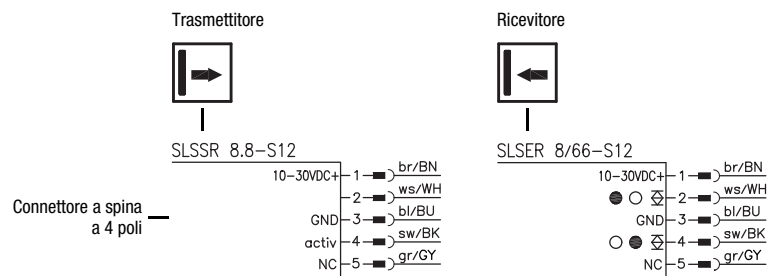 Trasmettitore
Ricevitore
SLSSR 8.8-S12
10-30VDC+ 1 br/BN
2 ws/WH
GND 3 bl/BU
activ 4 sw/BK
NC 5 gr/GY
Connettore a spina
a 4 poli
SLSER 8/66-S12
10-30VDC+ 1 br/BN
2 ws/WH
GND 3 bl/BU
4 sw/BK
NC 5 gr/GY